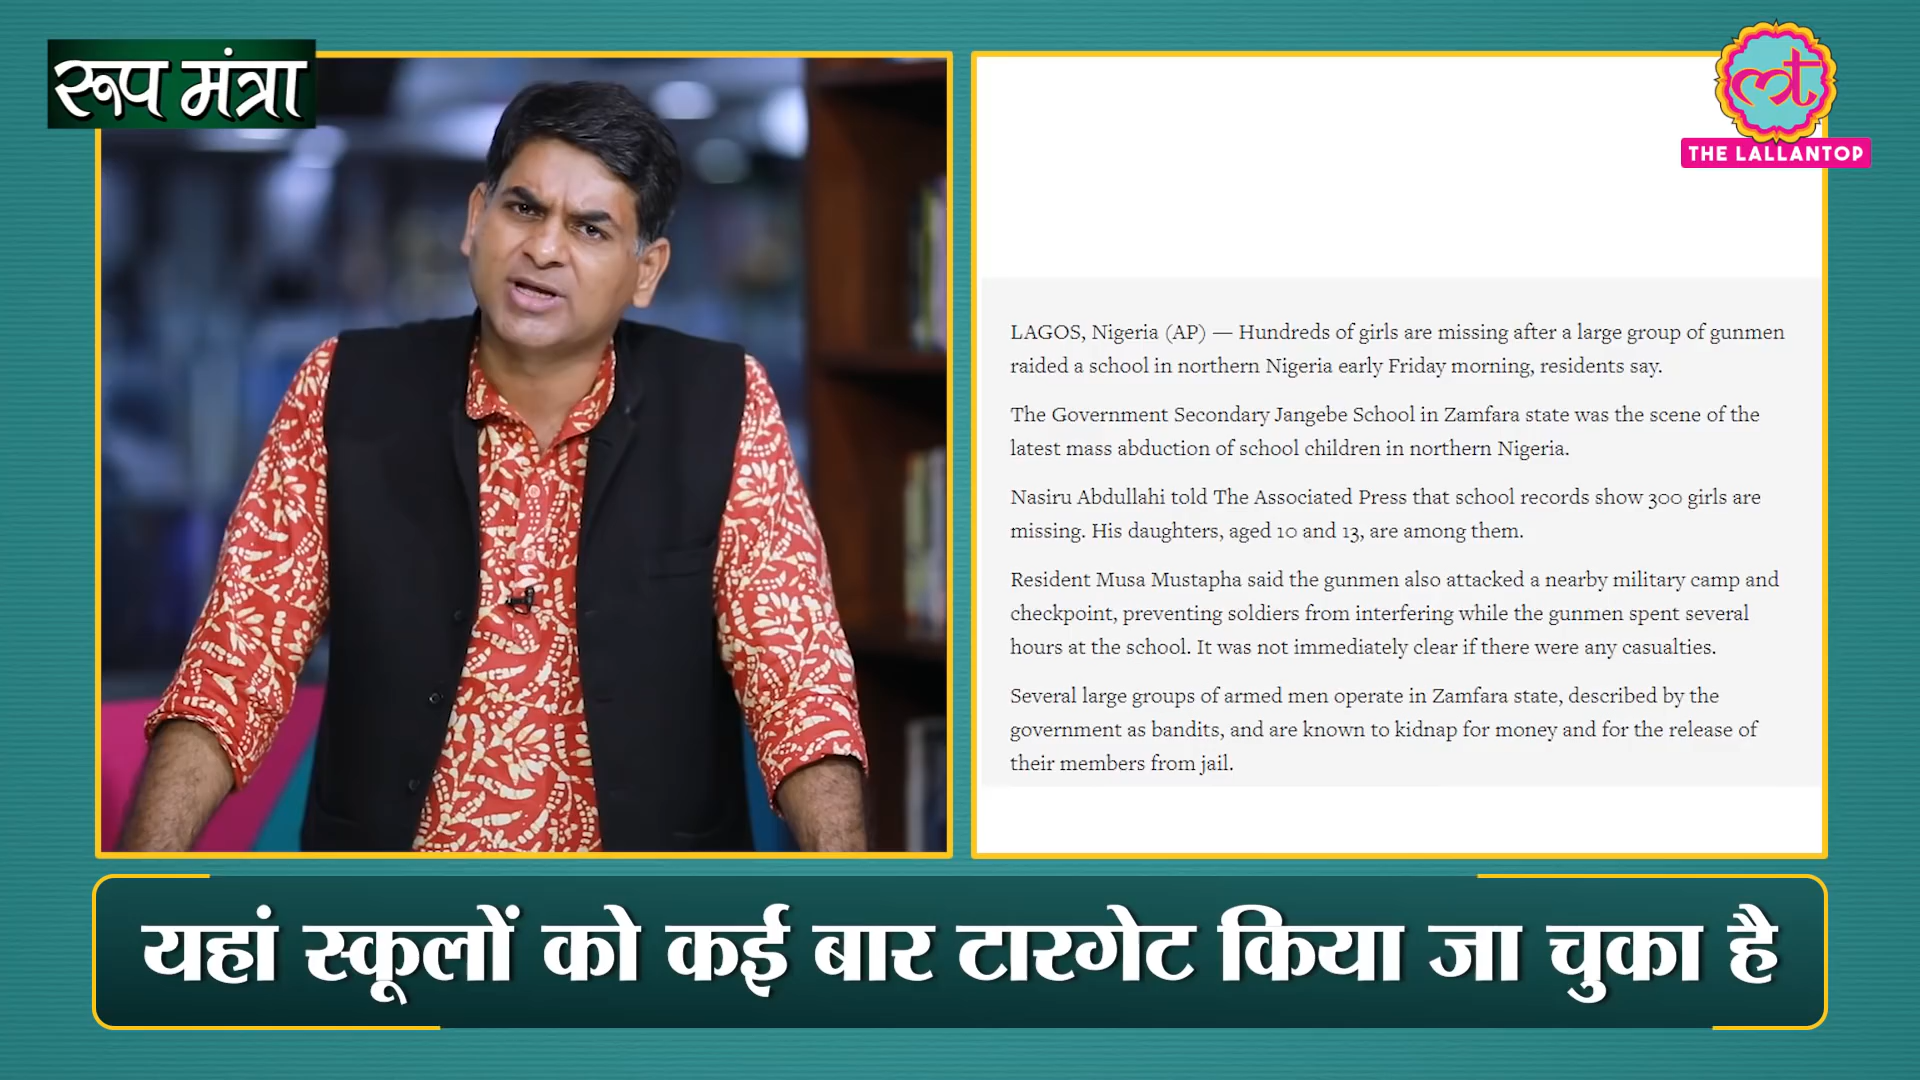 रूप मंत्रा
THE LALLANTOP
LAGOS, Nigeria (AP) — Hundreds of girls are missing after a large group of gunmen
raided a school in northern Nigeria early Friday morning, residents say.
The Government Secondary Jangebe School in Zamfara state was the scene of the
latest mass abduction of school children in northern Nigeria.
Nasiru Abdullahi told The Associated Press that school records show 300 girls are
missing. His daughters, aged 10 and 13, are among them.
Resident Musa Mustapha said the gunmen also attacked a nearby military camp and
checkpoint, preventing soldiers from interfering while the gunmen spent several
hours at the school. It was not immediately clear if there were any casualties.
Several large groups of armed men operate in Zamfara state, described by the
government as bandits, and are known to kidnap for money and for the release of
their members from jail.
यहां स्कूलों को कई बार टारगेट किया जा चुका है